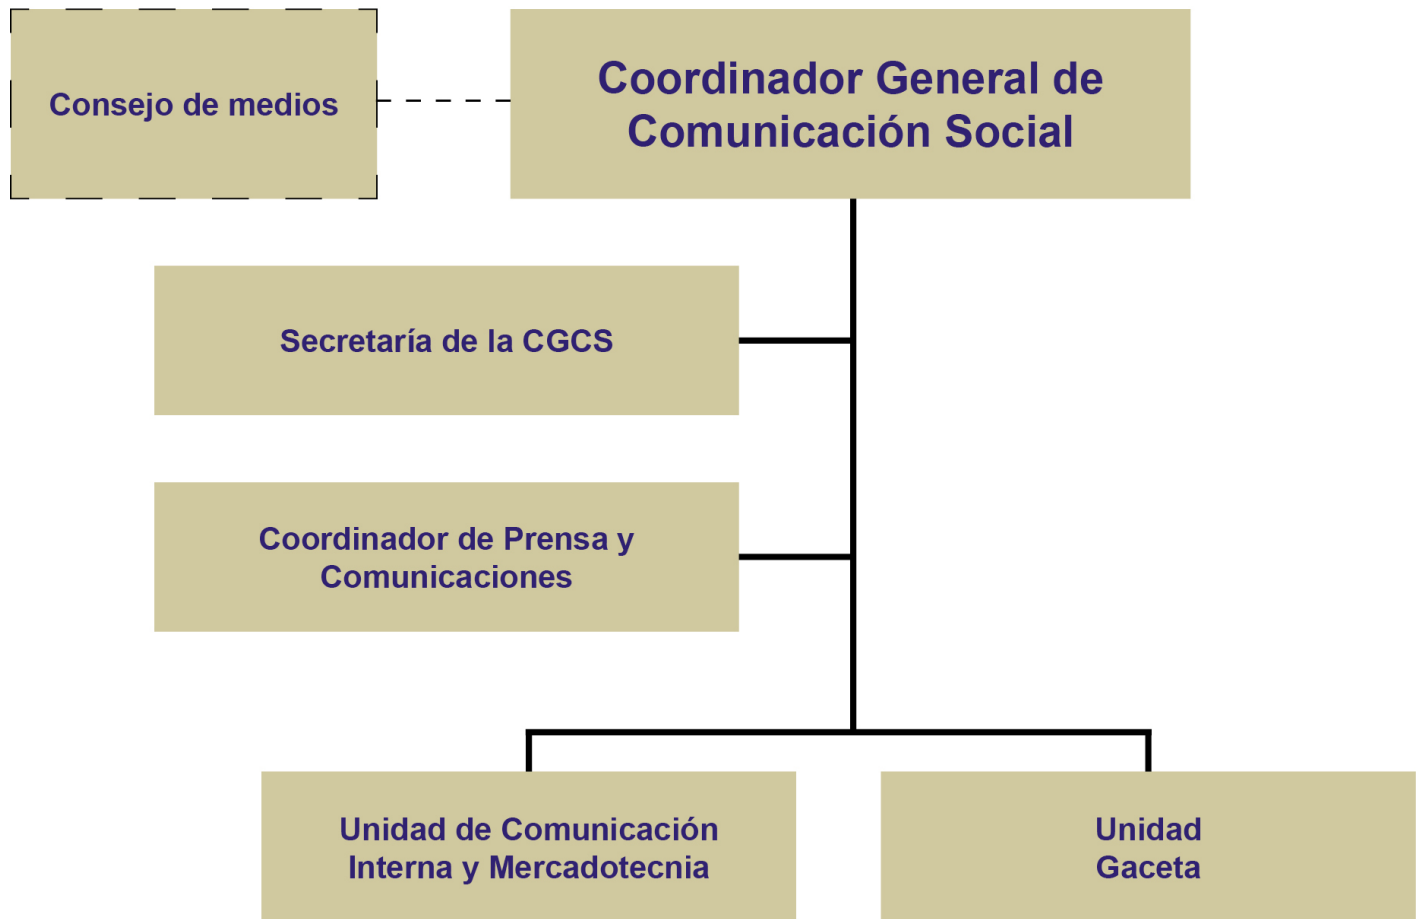 Consejo de medios
Coordinador General de
Comunicación Social
Secretaría de la CGCS
Coordinador de Prensa y
Comunicaciones
Unidad de Comunicación
Interna y Mercadotecnia
Unidad
Gaceta